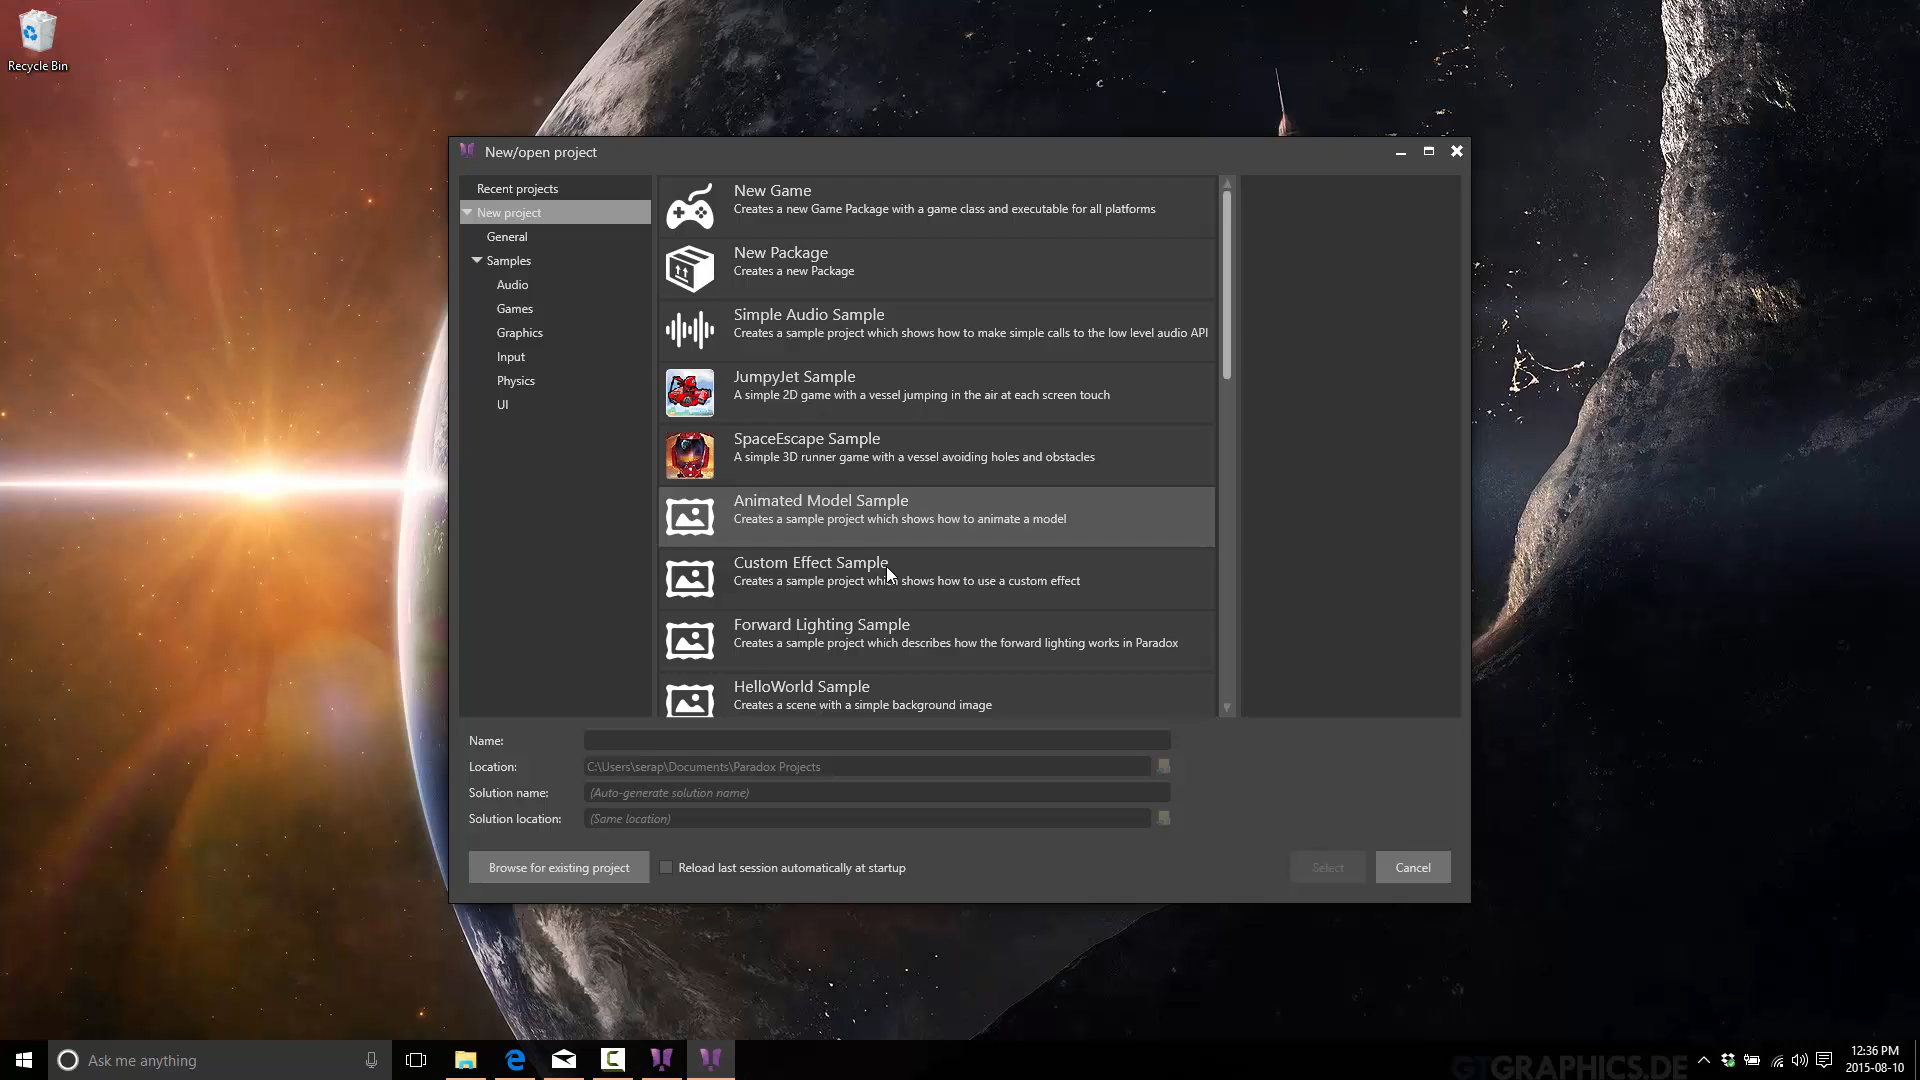 Recycle Bin
New/open project
Recent projects
New project
General
Samples
Audio
Games
Graphics
Input
Physics
UI
New Game
Creates a new Game Package with a game class and executable for all platforms
New Package
Creates a new Package
Simple Audio Sample
Creates a sample project which shows how to make simple calls to the low level audio API
JumpyJet Sample
A simple 2D game with a vessel jumping in the air at each screen touch
SpaceEscape Sample
A simple 3D runner game with a vessel avoiding holes and obstacles
Animated Model Sample
Creates a sample project which shows how to animate a model
Custom Effect Sample
Creates a sample project which shows how to use a custom effect
Forward Lighting Sample
Creates a sample project which describes how the forward lighting works in Paradox
HelloWorld Sample
Creates a scene with a simple background image
Name:
Location: C:\Users\serap\Documents\Paradox Projects
Solution name: (Auto-generate solution name)
Solution location: (Same location)
Browse for existing project
Reload last session automatically at startup
Select
Cancel
Ask me anything
GTGRAPHICS.DE
12:36 PM
2015-08-10